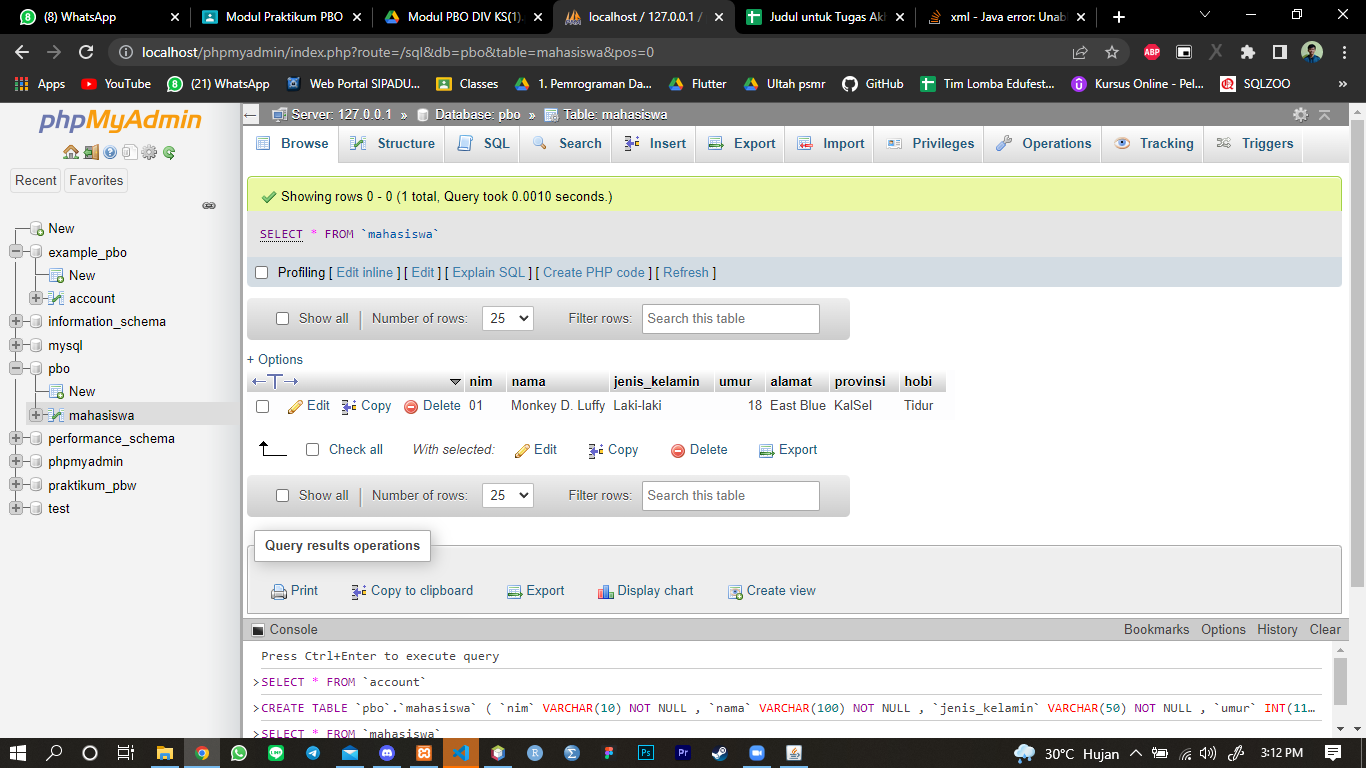 (8) WhatsApp
Modul Praktikum PBO
Modul PBO DIV KS(1).
localhost / 127.0.0.1 /
Judul untuk Tugas Akh
xml - Java error: Unab
localhost/phpmyadmin/index.php?route=/sql&db=pbo&table=mahasiswa&pos=0
ABP
Apps
YouTube
(21) WhatsApp
Web Portal SIPADU...
Classes
1. Pemrograman Da...
Flutter
Ultah psmr
GitHub
Tim Lomba Edufest...
Kursus Online - Pel...
SQLZOO
»
phpMyAdmin
Recent
Favorites
New
example_pbo
New
account
information_schema
mysql
pbo
New
mahasiswa
performance_schema
phpmyadmin
praktikum_pbw
test
Server: 127.0.0.1 » Database: pbo » Table: mahasiswa
Browse
Structure
SQL
Search
Insert
Export
Import
Privileges
Operations
Tracking
Triggers
Showing rows 0 - 0 (1 total, Query took 0.0010 seconds.)
SELECT * FROM `mahasiswa`
Profiling [ Edit inline ] [ Edit ] [ Explain SQL ] [ Create PHP code ] [ Refresh ]
Show all | Number of rows: 25 Filter rows: Search this table
+ Options
←T→ nim nama jenis_kelamin umur alamat provinsi hobi
Edit Copy Delete 01 Monkey D. Luffy Laki-laki 18 East Blue KalSel Tidur
Check all With selected: Edit Copy Delete Export
Show all | Number of rows: 25 Filter rows: Search this table
Query results operations
Print Copy to clipboard Export Display chart Create view
Console Bookmarks Options History Clear
Press Ctrl+Enter to execute query
>SELECT * FROM `account`
>CREATE TABLE `pbo`.`mahasiswa` ( `nim` VARCHAR(10) NOT NULL , `nama` VARCHAR(100) NOT NULL , `jenis_kelamin` VARCHAR(50) NOT NULL , `umur` INT(11...
>SELECT * FROM `mahasiswa`
30°C Hujan 3:12 PM